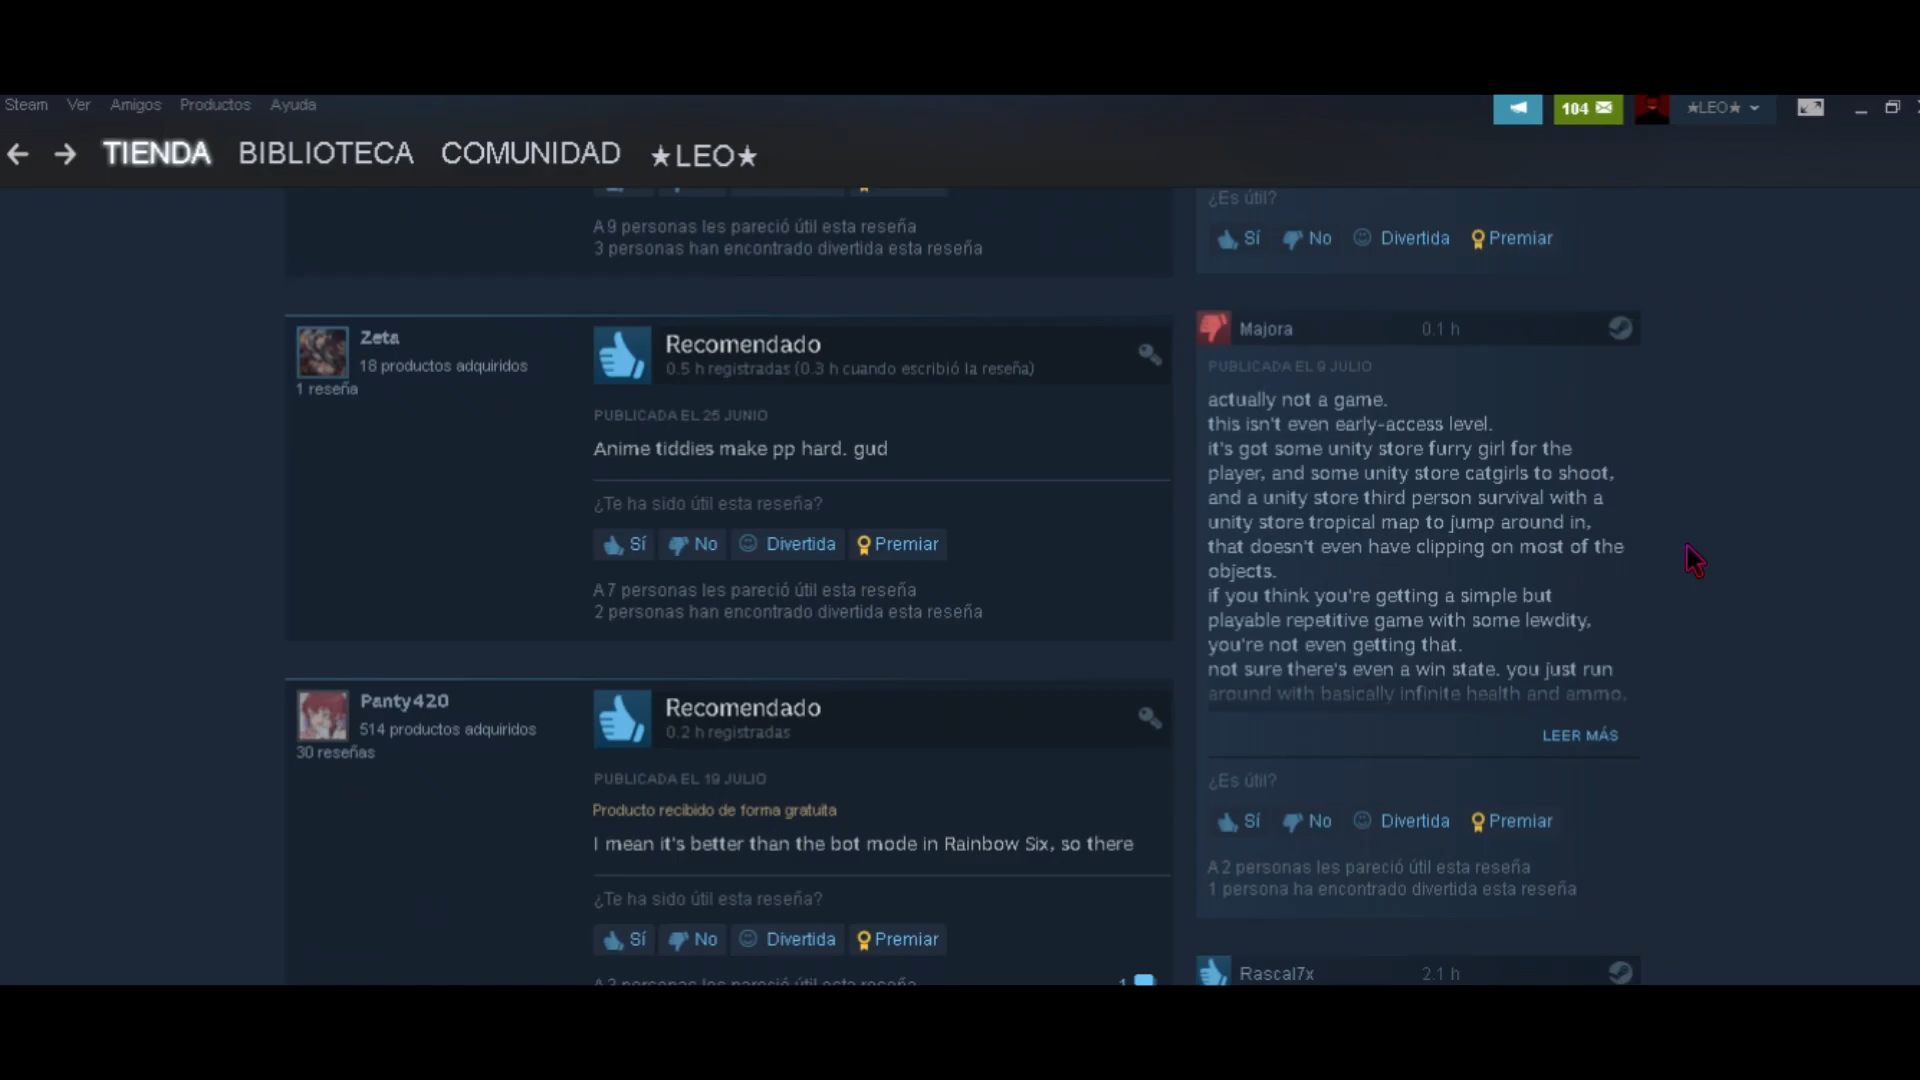 Steam Ver Amigos Productos Ayuda
104 ★LEO★
TIENDA BIBLIOTECA COMUNIDAD ★LEO★
A 9 personas les pareció útil esta reseña
3 personas han encontrado divertida esta reseña
Zeta
18 productos adquiridos
1 reseña
Recomendado
0.5 h registradas (0.3 h cuando escribió la reseña)
PUBLICADA EL 25 JUNIO
Anime tiddies make pp hard. gud
¿Te ha sido útil esta reseña?
Sí No Divertida Premiar
A 7 personas les pareció útil esta reseña
2 personas han encontrado divertida esta reseña
Panty420
514 productos adquiridos
30 reseñas
Recomendado
0.2 h registradas
PUBLICADA EL 19 JULIO
Producto recibido de forma gratuita
I mean it's better than the bot mode in Rainbow Six, so there
¿Te ha sido útil esta reseña?
Sí No Divertida Premiar
A 3 personas les pareció útil esta reseña
1
¿Es útil?
Sí No Divertida Premiar
Majora 0.1 h
PUBLICADA EL 9 JULIO
actually not a game.
this isn't even early-access level.
it's got some unity store furry girl for the
player, and some unity store catgirls to shoot,
and a unity store third person survival with a
unity store tropical map to jump around in,
that doesn't even have clipping on most of the
objects.
if you think you're getting a simple but
playable repetitive game with some lewdity,
you're not even getting that.
not sure there's even a win state. you just run
around with basically infinite health and ammo.
LEER MÁS
¿Es útil?
Sí No Divertida Premiar
A 2 personas les pareció útil esta reseña
1 persona ha encontrado divertida esta reseña
Rascal7x 2.1 h